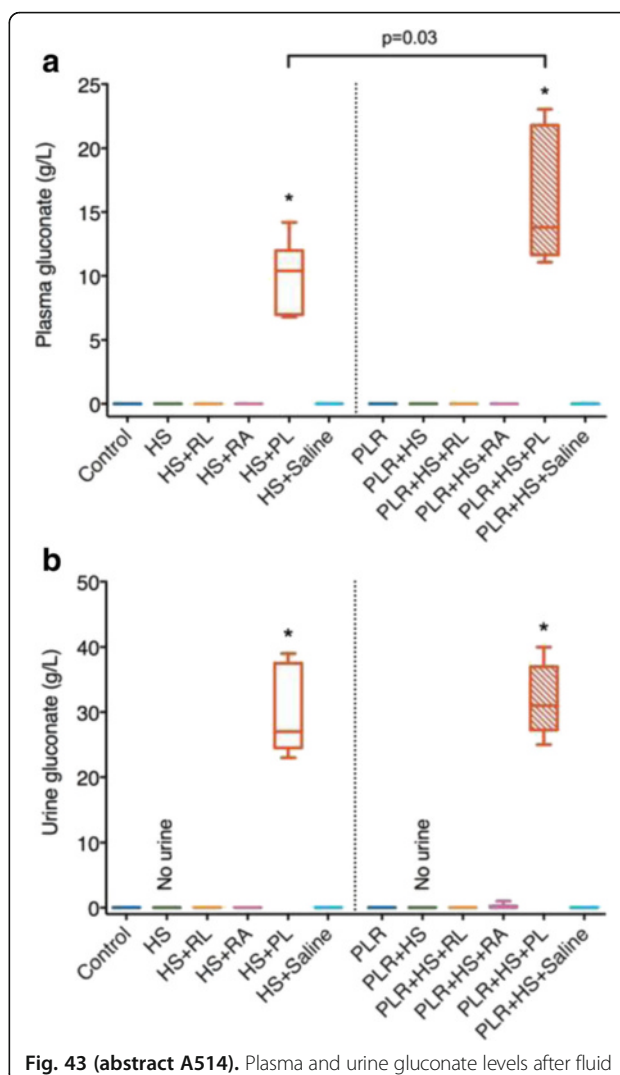 a
p=0.03
25
20
15
10
5
0
Plasma gluconate (g/L)
*
*
Control
HS
HS+RL
HS+RA
HS+PL
HS+Saline
PLR
PLR+HS
PLR+HS+RL
PLR+HS+RA
PLR+HS+PL
PLR+HS+Saline
b
50
40
30
20
10
0
Urine gluconate (g/L)
No urine
*
No urine
*
Control
HS
HS+RL
HS+RA
HS+PL
HS+Saline
PLR
PLR+HS
PLR+HS+RL
PLR+HS+RA
PLR+HS+PL
PLR+HS+Saline
Fig. 43 (abstract A514). Plasma and urine gluconate levels after fluid